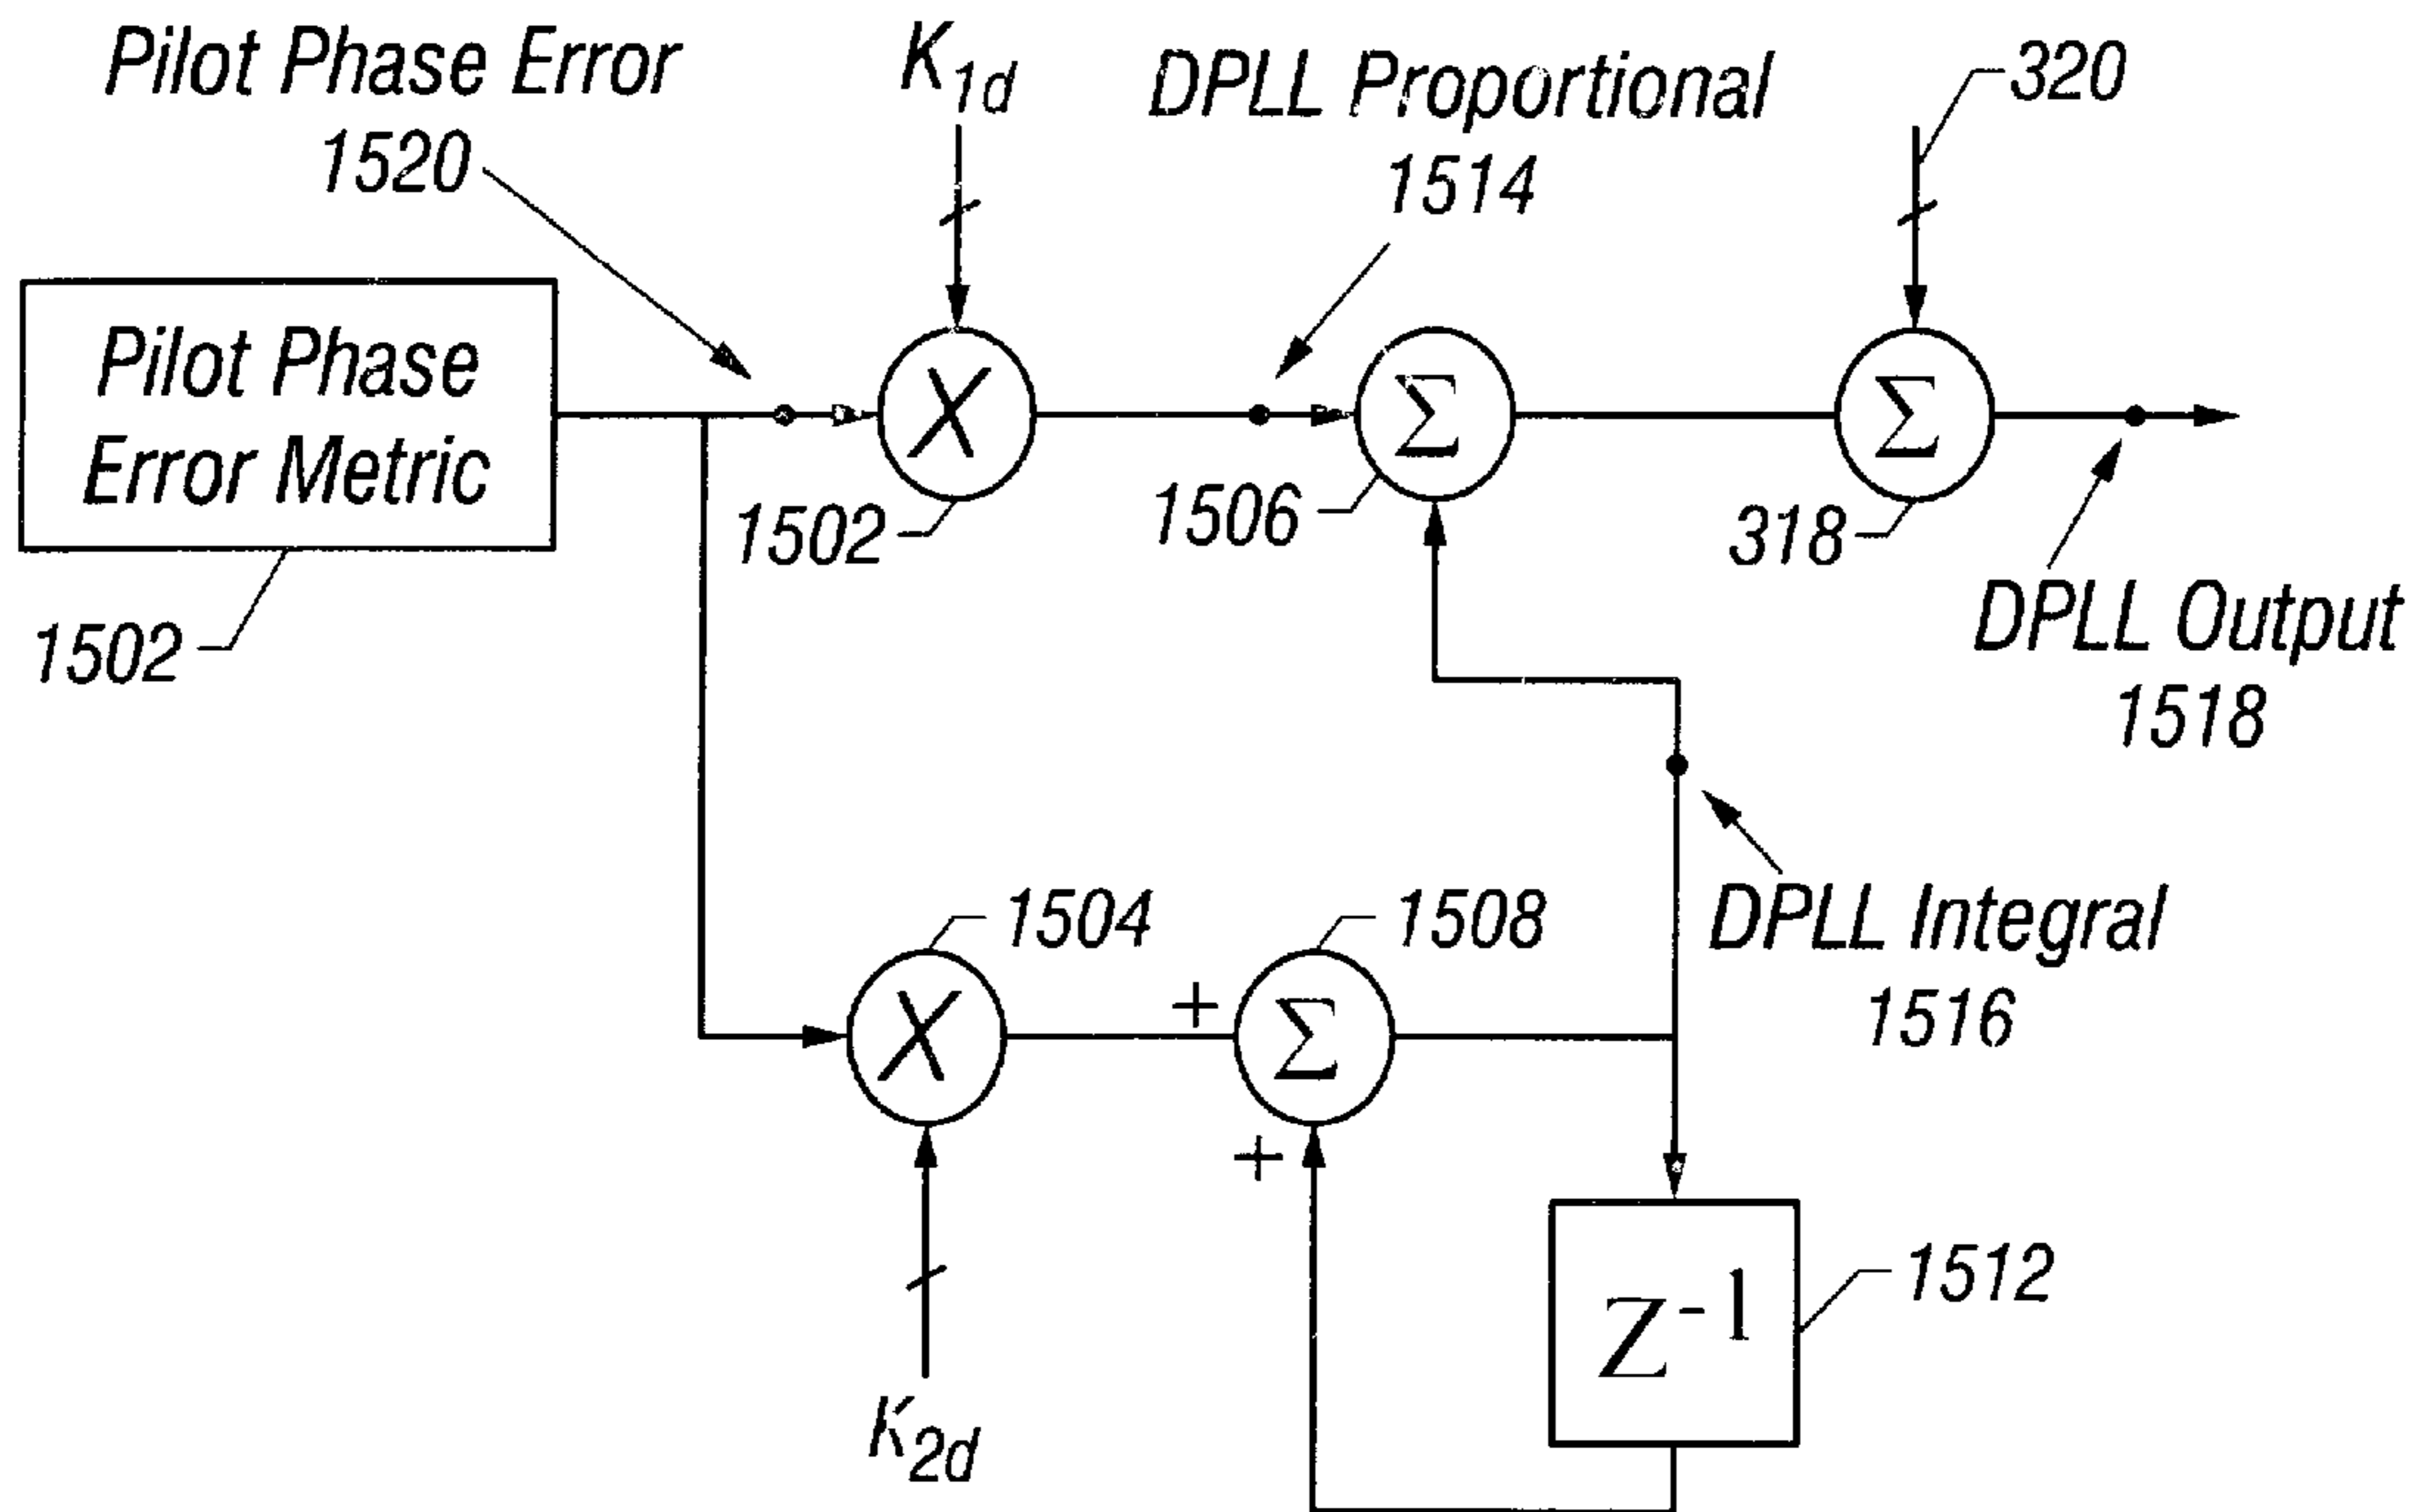 Pilot Phase Error
1520
K1d
DPLL Proportional
1514
320
Pilot Phase
Error Metric
1502
X
1502
Σ
1506
Σ
318
DPLL Output
1518
DPLL Integral
1516
1504
X
+
1508
Σ
+
K2d
Z-1
1512